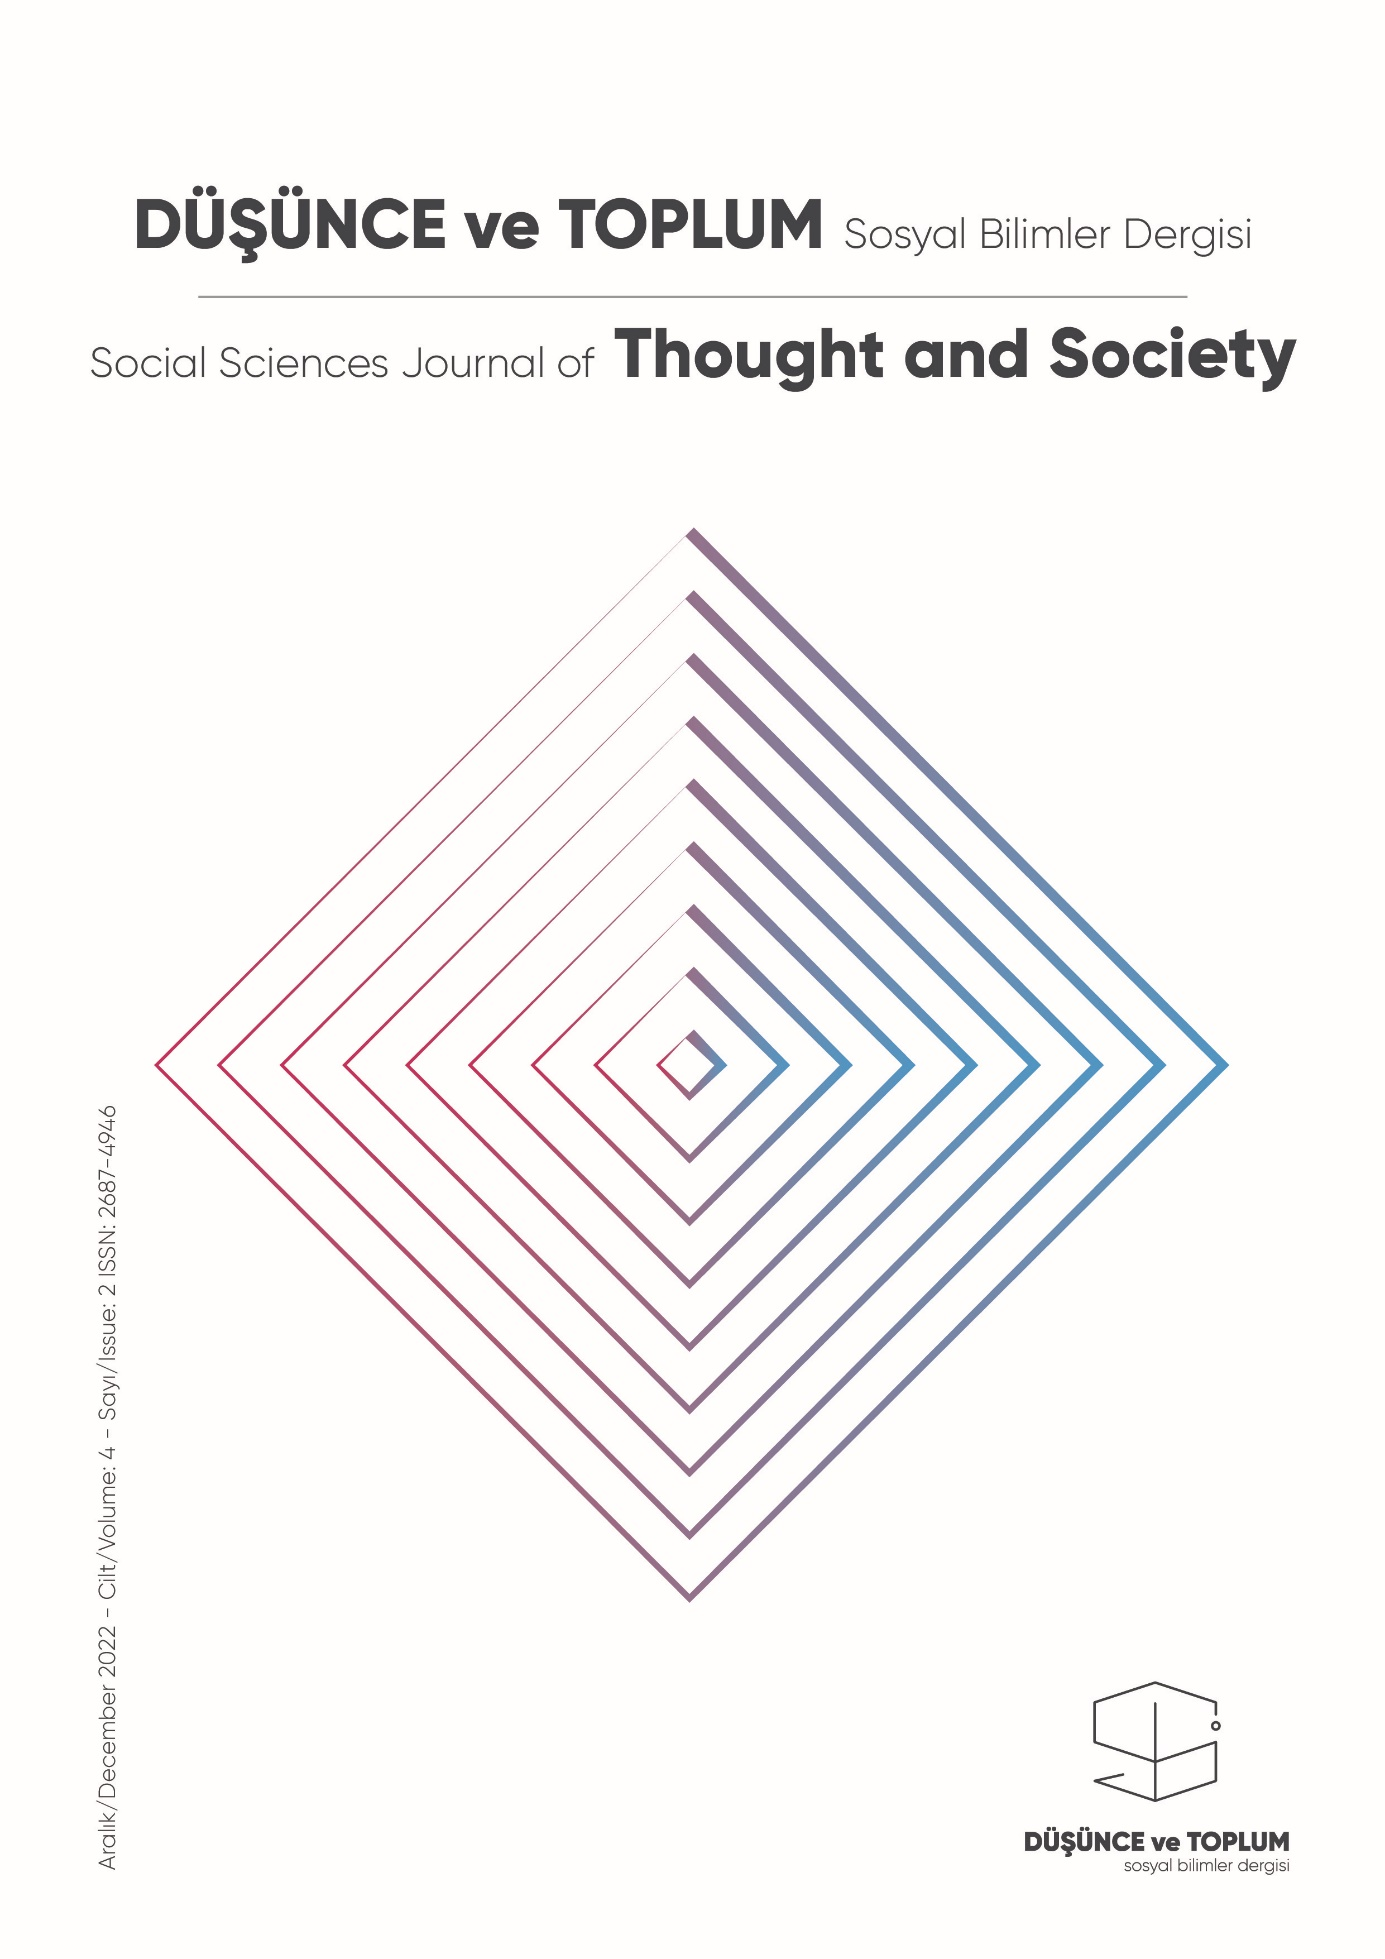 DÜŞÜNCE ve TOPLUM Sosyal Bilimler Dergisi
Social Sciences Journal of Thought and Society
Aralık/December 2022 - Cilt/Volume: 4 - Sayı/Issue: 2 ISSN: 2687-4946
DÜŞÜNCE ve TOPLUM
sosyal bilimler dergisi